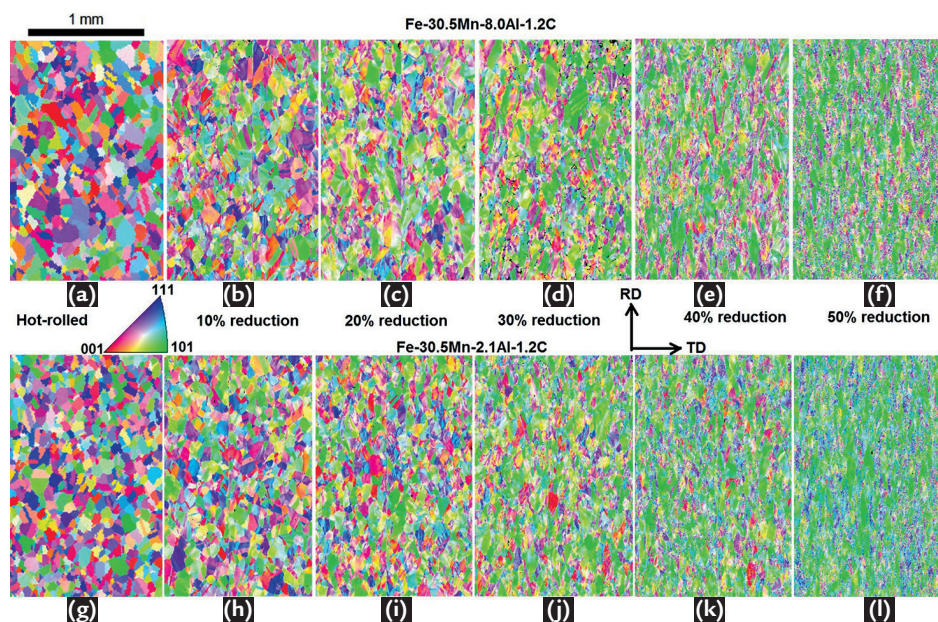 1 mm
Fe-30.5Mn-8.0Al-1.2C
(a) (b) (c) (d) (e) (f)
111
RD
Hot-rolled 10% reduction 20% reduction 30% reduction 40% reduction 50% reduction
001 101
Fe-30.5Mn-2.1Al-1.2C
TD
(g) (h) (i) (j) (k) (l)